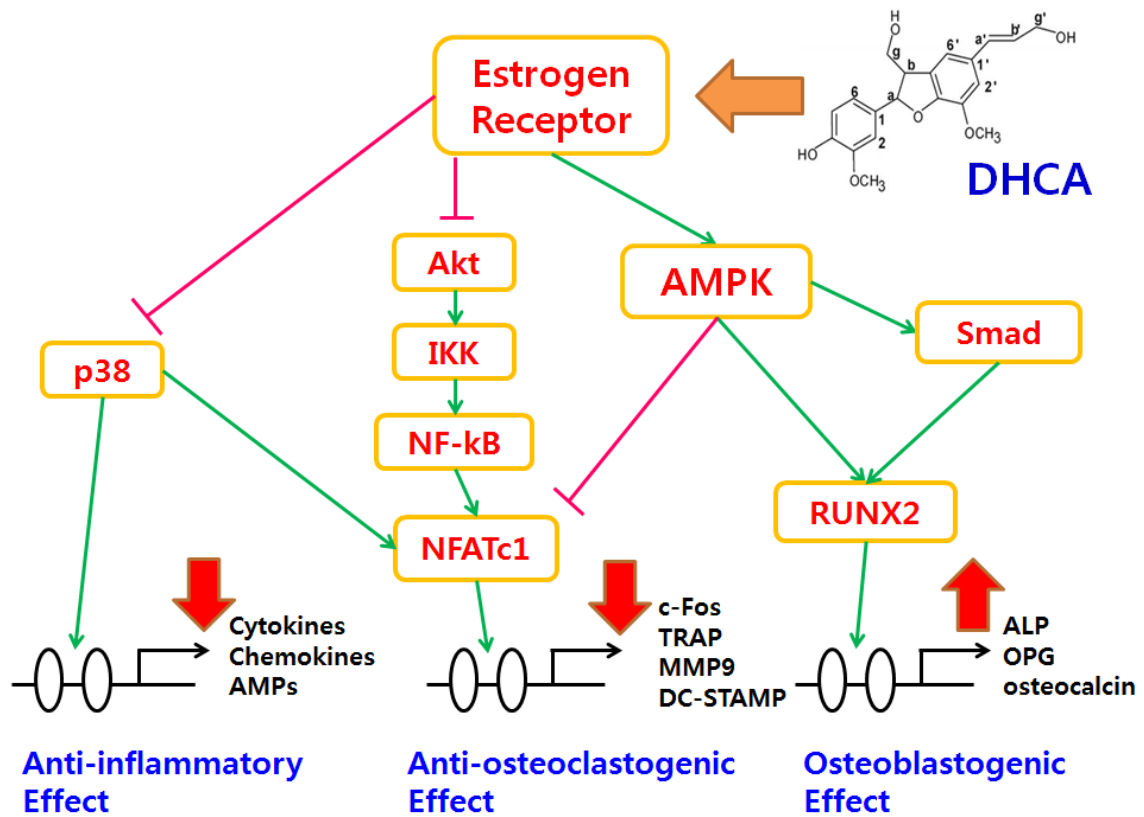 Estrogen
Receptor
H
O
g
b
a
6
1
2
HO
OCH3
O
6'
1'
2'
a'
b'
g'
OH
OCH3
DHCA
Akt
AMPK
Smad
IKK
p38
NF-kB
RUNX2
NFATc1
Cytokines
Chemokines
AMPs
c-Fos
TRAP
MMP9
DC-STAMP
ALP
OPG
osteocalcin
Anti-inflammatory
Effect
Anti-osteoclastogenic
Effect
Osteoblastogenic
Effect